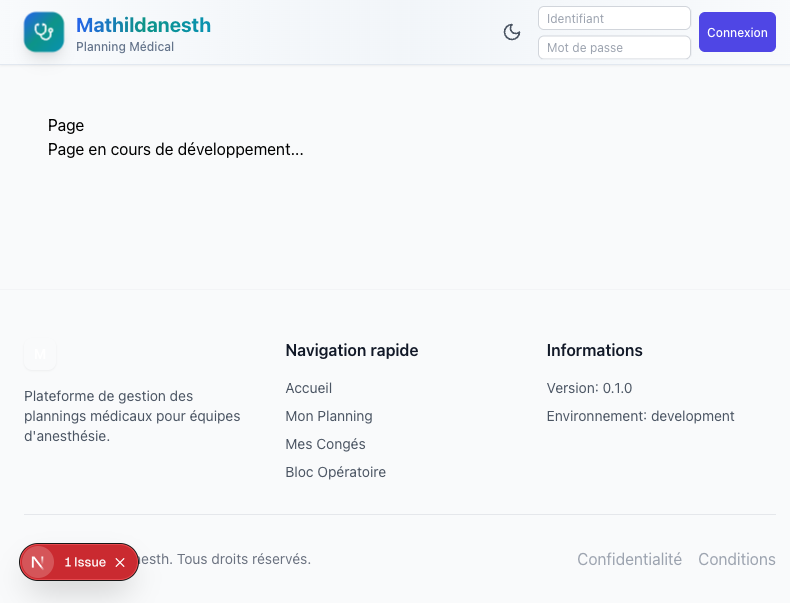 Mathildanesth
Planning Médical
Identifiant
Mot de passe
Connexion
Page
Page en cours de développement...
M
Plateforme de gestion des
plannings médicaux pour équipes
d'anesthésie.
Navigation rapide
Accueil
Mon Planning
Mes Congés
Bloc Opératoire
Informations
Version: 0.1.0
Environnement: development
N 1 Issue
nesth. Tous droits réservés.
Confidentialité Conditions